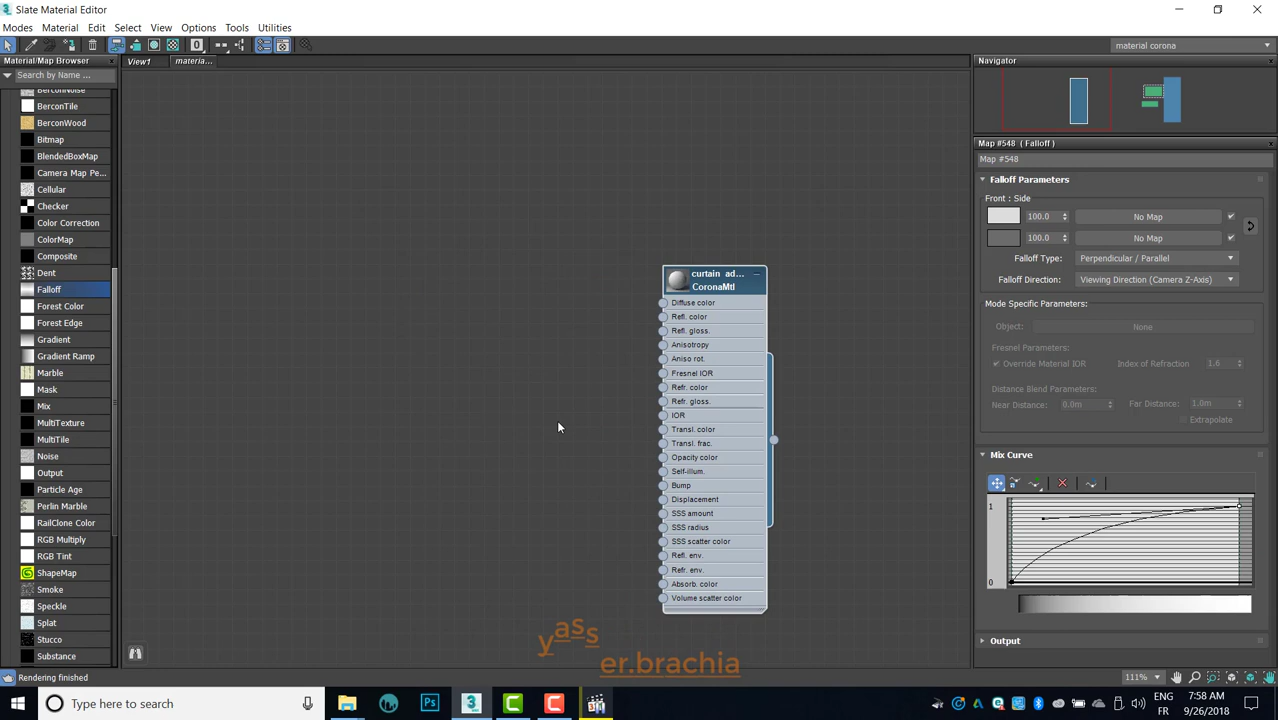 Slate Material Editor
Modes Material Edit Select View Options Tools Utilities
0
material corona
Material/Map Browser
View1
materia...
Navigator
Search by Name ...
BerconNoise
BerconTile
BerconWood
Bitmap
BlendedBoxMap
Camera Map Pe...
Cellular
Checker
Color Correction
ColorMap
Composite
Dent
Falloff
Forest Color
Forest Edge
Gradient
Gradient Ramp
Marble
Mask
Mix
MultiTexture
MultiTile
Noise
Output
Particle Age
Perlin Marble
RailClone Color
RGB Multiply
RGB Tint
ShapeMap
Smoke
Speckle
Splat
Stucco
Substance
curtain ad...
CoronaMtl
Diffuse color
Refl. color
Refl. gloss.
Anisotropy
Aniso rot.
Fresnel IOR
Refr. color
Refr. gloss.
IOR
Transl. color
Transl. frac.
Opacity color
Self-illum.
Bump
Displacement
SSS amount
SSS radius
SSS scatter color
Refl. env.
Refr. env.
Absorb. color
Volume scatter color
Map #548 ( Falloff )
Map #548
Falloff Parameters
Front : Side
100.0 No Map
100.0 No Map
Falloff Type: Perpendicular / Parallel
Falloff Direction: Viewing Direction (Camera Z-Axis)
Mode Specific Parameters:
Object: None
Fresnel Parameters:
Override Material IOR Index of Refraction 1.6
Distance Blend Parameters:
Near Distance: 0.0m Far Distance: 1.0m
Extrapolate
Mix Curve
1
0
Output
yass
er.brachia
Rendering finished
111%
Type here to search
Ps
3
ENG
FR
7:58 AM
9/26/2018